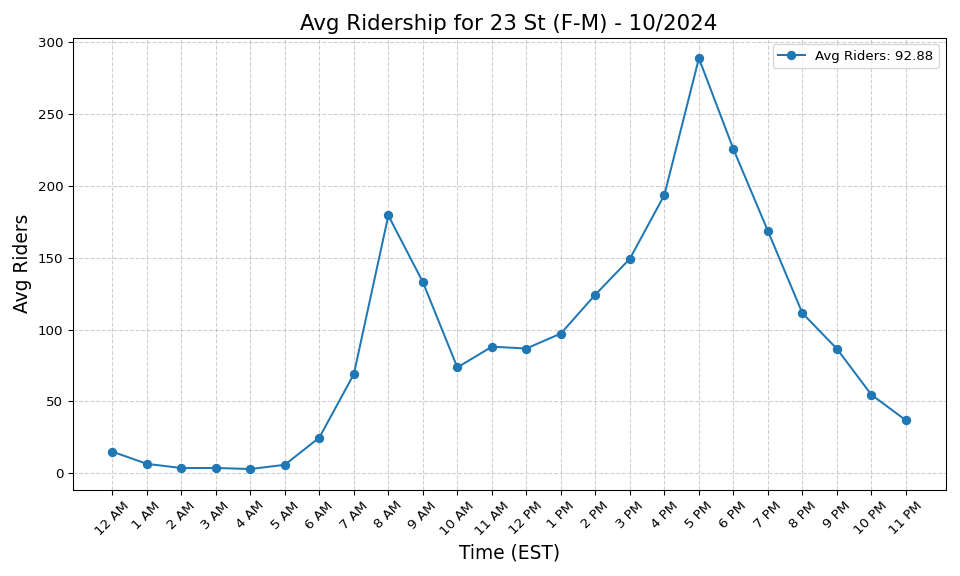 Avg Ridership for 23 St (F-M) - 10/2024
Avg Riders: 92.88
Avg Riders
300
250
200
150
100
50
0
12 AM 1 AM 2 AM 3 AM 4 AM 5 AM 6 AM 7 AM 8 AM 9 AM 10 AM 11 AM 12 PM 1 PM 2 PM 3 PM 4 PM 5 PM 6 PM 7 PM 8 PM 9 PM 10 PM 11 PM
Time (EST)